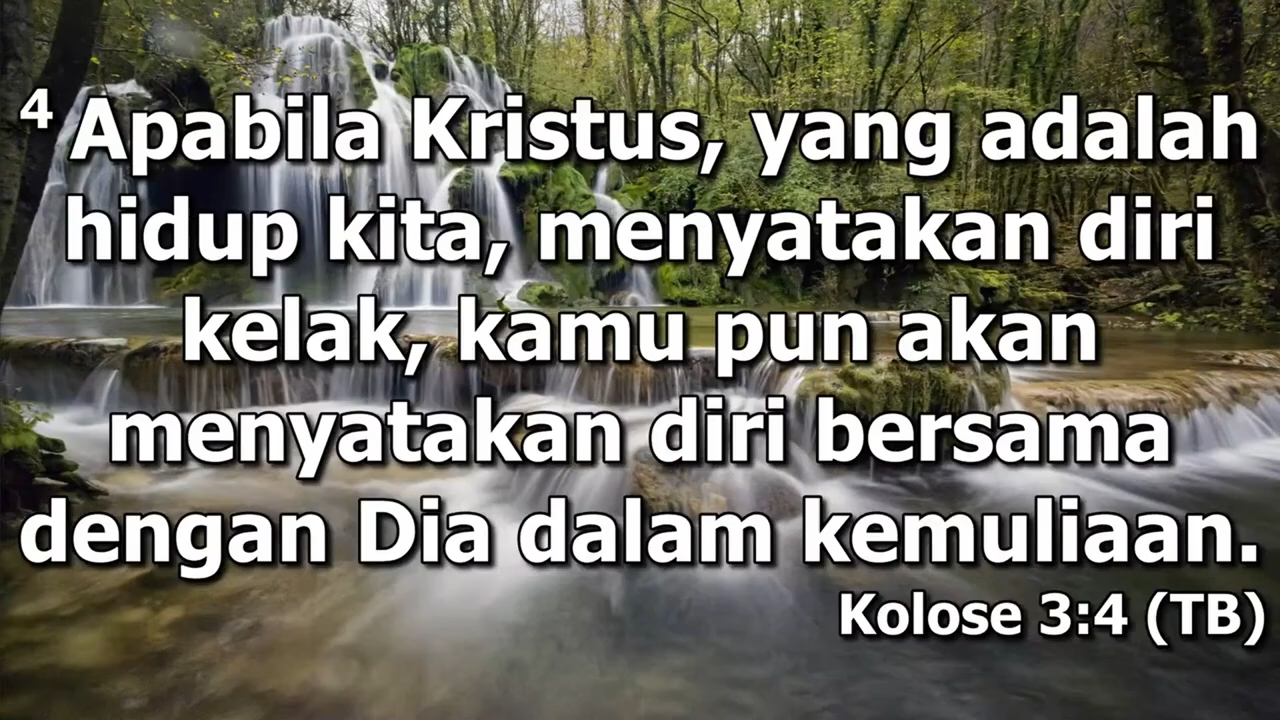 4 Apabila Kristus, yang adalah
hidup kita, menyatakan diri
kelak, kamu pun akan
menyatakan diri bersama
dengan Dia dalam kemuliaan.
Kolose 3:4 (TB)